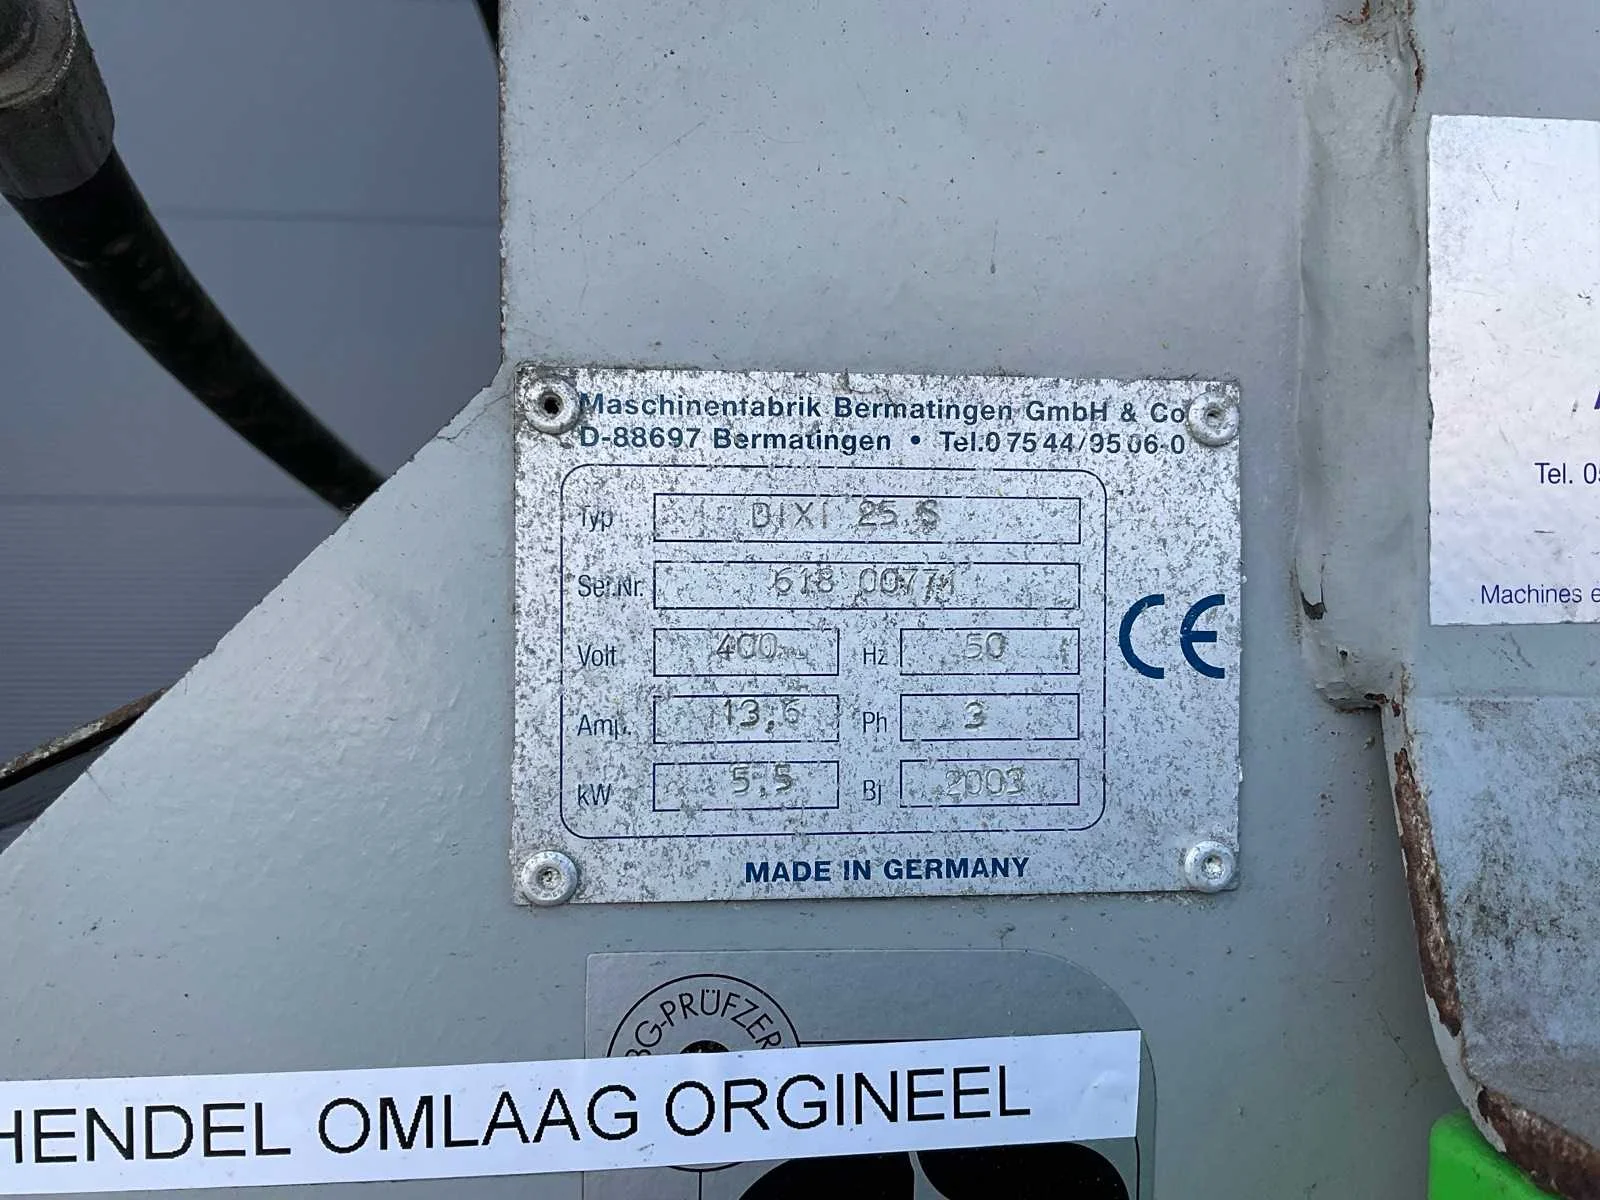 Maschinenfabrik Bermatingen GmbH & Co
D-88697 Bermatingen • Tel.0 75 44/95 06-0
Typ DIXI 25 S
Ser.Nr. 618 00771
Volt 400 Hz 50
Amp. 13,6 Ph 3
kW 5,5 Bj 2003
CE
MADE IN GERMANY
Tel. 05
Machines e
BG-PRÜFZER
HENDEL OMLAAG ORGINEEL